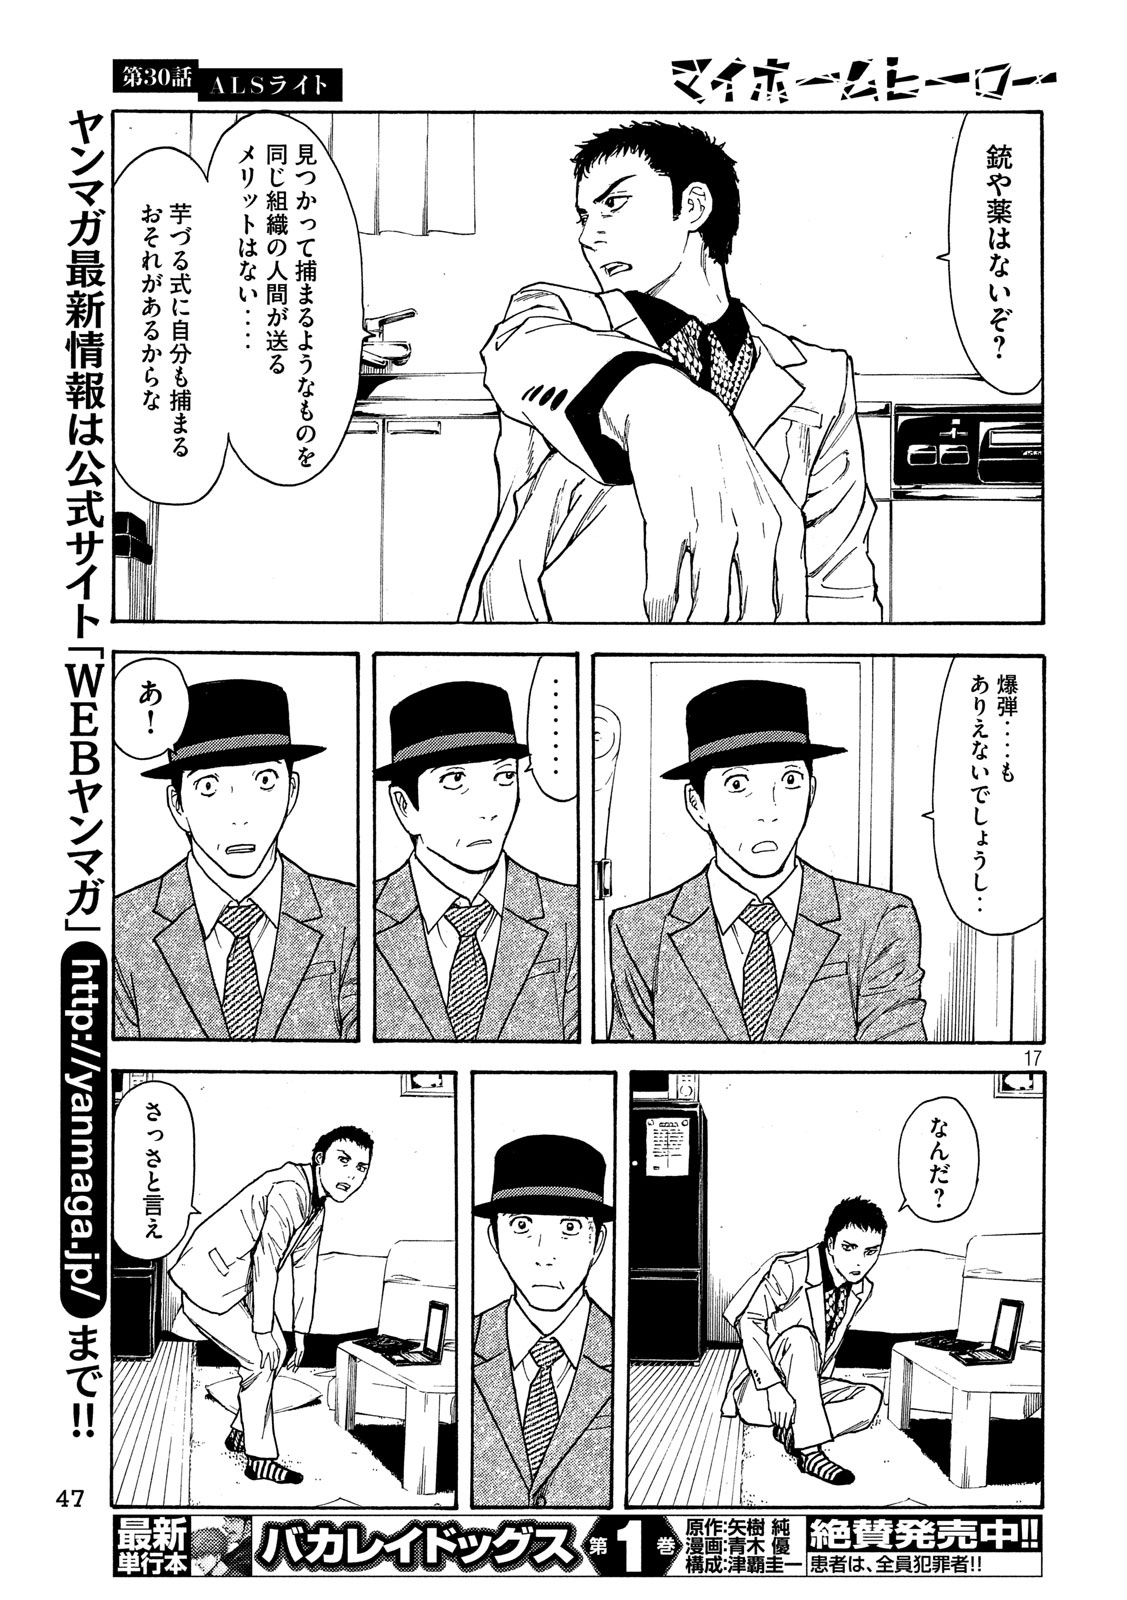 第30話
ALSライト
マイホームヒーロー
銃や薬はないぞ?
見つかって捕まるようなものを
同じ組織の人間が送る
メリットはない‥‥
芋づる式に自分も捕まる
おそれがあるからな
爆弾‥‥も
ありえないでしょうし‥
‥‥‥‥
あ!
17
なんだ?
さっさと言え
ヤンマガ最新情報は公式サイト「WEBヤンマガ」http://yanmaga.jp/まで!!
47
最新
単行本
バカレイドッグス
第1巻
原作:矢樹 純
漫画:青木 優
構成:津覇圭一
絶賛発売中!!
患者は、全員犯罪者!!